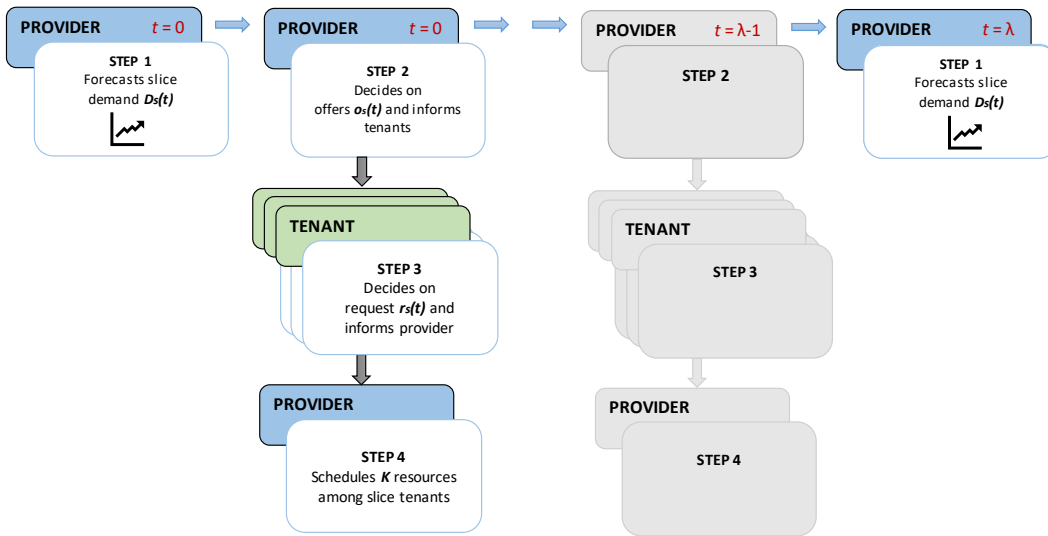 PROVIDER t = 0
STEP 1
Forecasts slice
demand Ds(t)
PROVIDER t = 0
STEP 2
Decides on
offers os(t) and informs
tenants
TENANT
STEP 3
Decides on
request rs(t) and
informs provider
PROVIDER
STEP 4
Schedules K resources
among slice tenants
PROVIDER t = λ-1
STEP 2
TENANT
STEP 3
PROVIDER
STEP 4
PROVIDER t = λ
STEP 1
Forecasts slice
demand Ds(t)